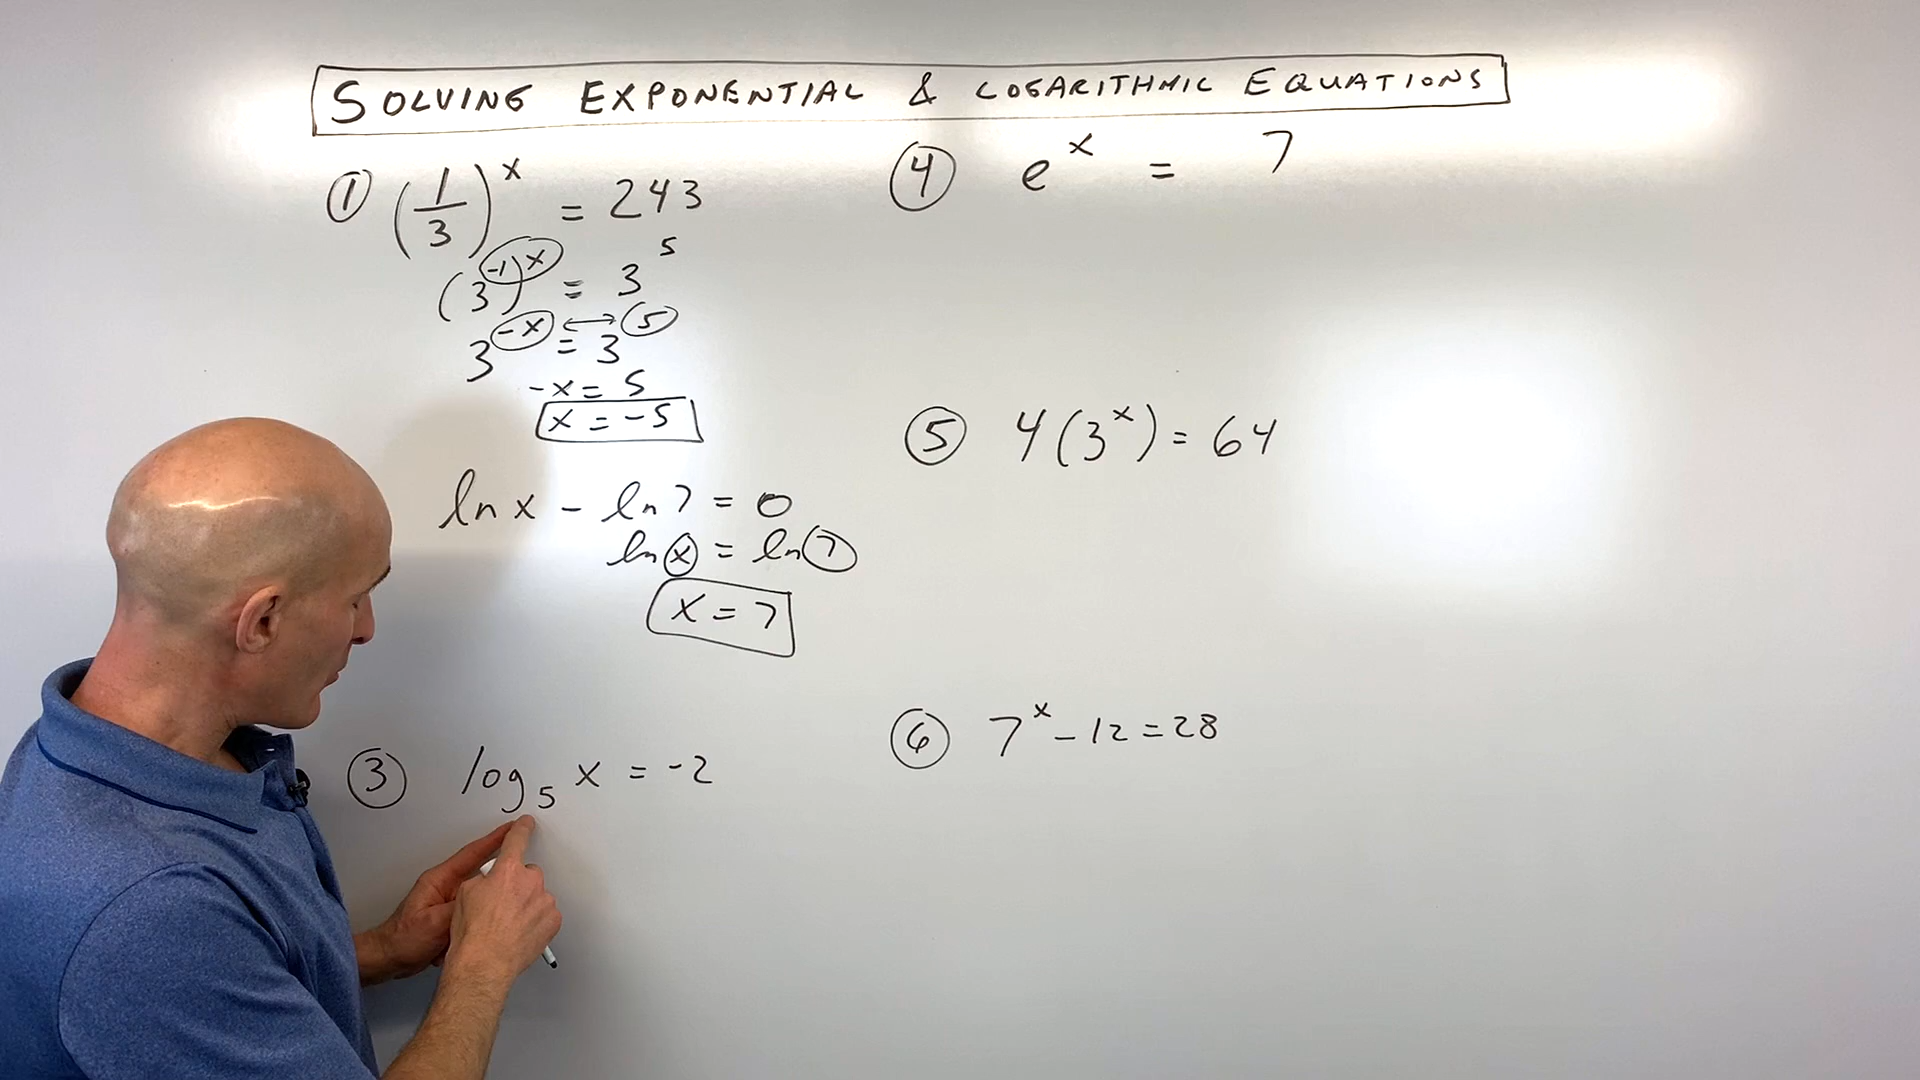 SOLVING EXPONENTIAL & LOGARITHMIC EQUATIONS
① (1/3)^x = 243
(3^-1)^x = 3^5
3^-x ↔ = 3^5
-x = 5
x = -5
ln x - ln 7 = 0
ln x = ln 7
x = 7
③ log_5 x = -2
④ e^x = 7
⑤ 4(3^x) = 64
⑥ 7^x - 12 = 28